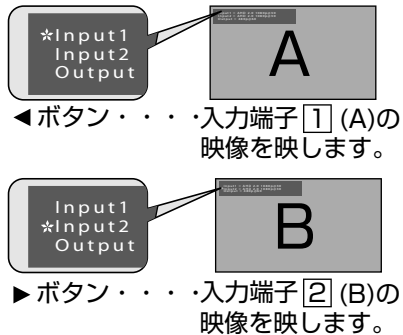 ✲Input1
Input2
Output
A
◀ボタン・・・・入力端子1(A)の
映像を映します。
Input1
✲Input2
Output
B
▶ボタン・・・・入力端子2(B)の
映像を映します。